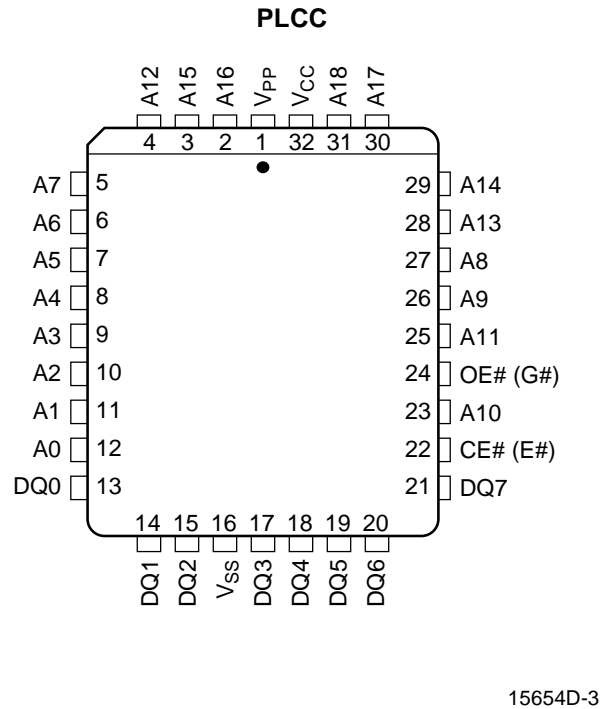 PLCC
A12 A15 A16 VPP VCC A18 A17
4 3 2 1 32 31 30
A7 5 29 A14
A6 6 28 A13
A5 7 27 A8
A4 8 26 A9
A3 9 25 A11
A2 10 24 OE# (G#)
A1 11 23 A10
A0 12 22 CE# (E#)
DQ0 13 21 DQ7
14 15 16 17 18 19 20
DQ1 DQ2 VSS DQ3 DQ4 DQ5 DQ6
15654D-3